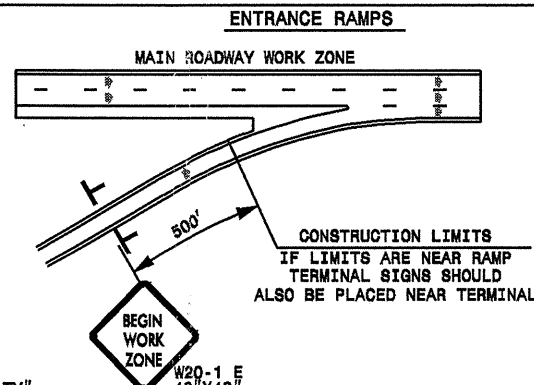 ENTRANCE RAMPS
MAIN ROADWAY WORK ZONE
500'
CONSTRUCTION LIMITS
IF LIMITS ARE NEAR RAMP
TERMINAL SIGNS SHOULD
ALSO BE PLACED NEAR TERMINAL
BEGIN
WORK
ZONE
W20-1 E